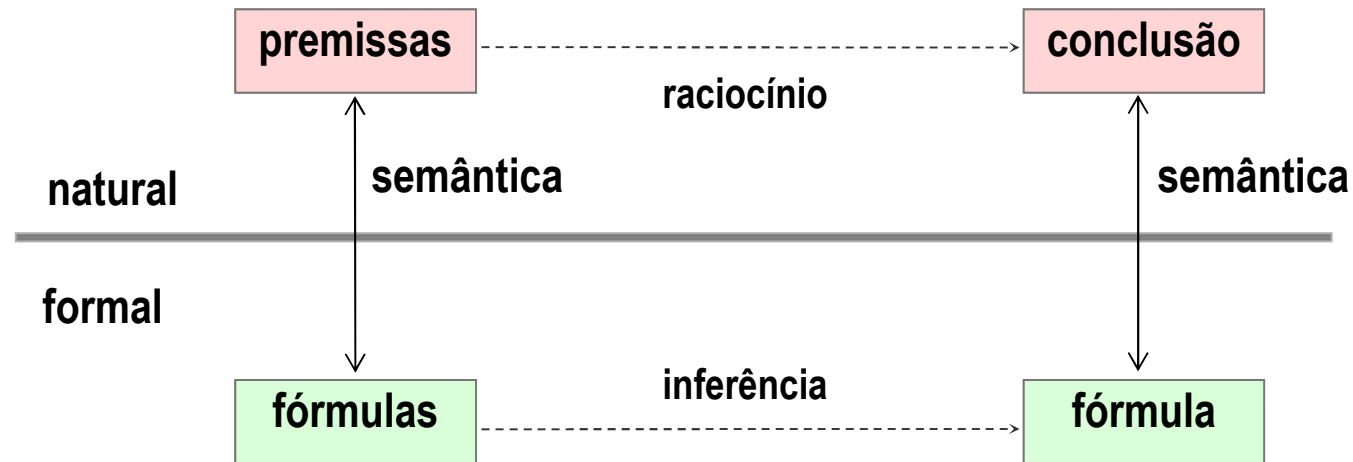 premissas
conclusão
raciocínio
semântica
semântica
natural
formal
inferência
fórmulas
fórmula